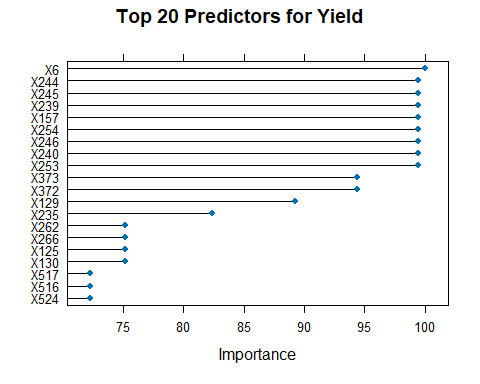 Top 20 Predictors for Yield
X6
X244
X245
X239
X157
X254
X246
X240
X253
X373
X372
X129
X235
X262
X266
X125
X130
X517
X516
X524
75 80 85 90 95 100
Importance